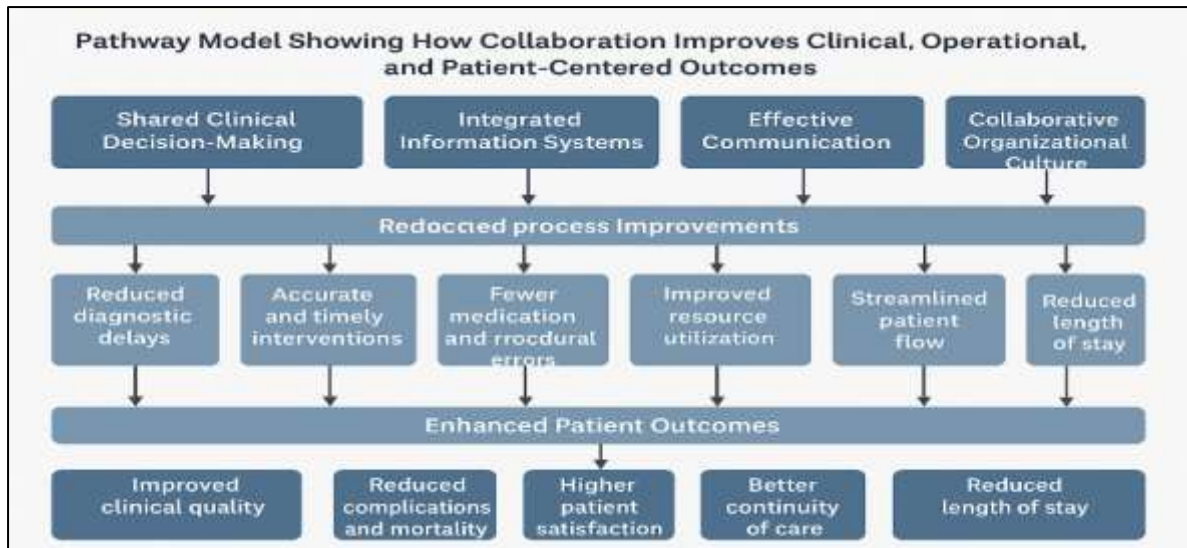 Pathway Model Showing How Collaboration Improves Clinical, Operational,
and Patient-Centered Outcomes
Shared Clinical
Decision-Making
Integrated
Information Systems
Effective
Communication
Collaborative
Organizational
Culture
Redoccted process Improvements
Reduced
diagnostic
delays
Accurate
and timely
interventions
Fewer
medication
and rrocdural
errors
Improved
resource
utilization
Streamlined
patient
flow
Reduced
length
of stay
Enhanced Patient Outcomes
Improved
clinical quality
Reduced
complications
and mortality
Higher
patient
satisfaction
Better
continuity
of care
Reduced
length of stay